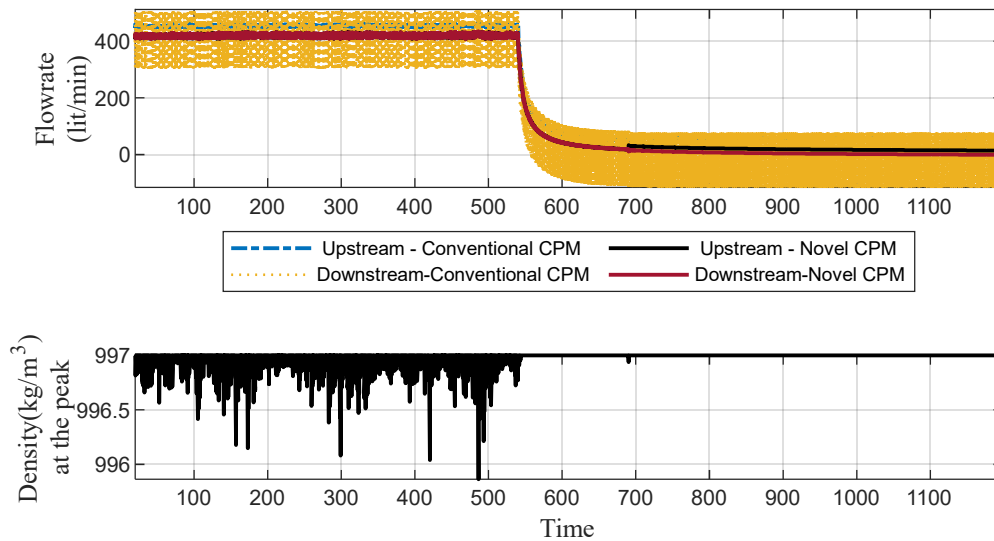 400
200
0
Flowrate
(lit/min)
100 200 300 400 500 600 700 800 900 1000 1100
Upstream - Conventional CPM Upstream - Novel CPM
Downstream-Conventional CPM Downstream-Novel CPM
997
996.5
996
Density(kg/m³)
at the peak
100 200 300 400 500 600 700 800 900 1000 1100
Time